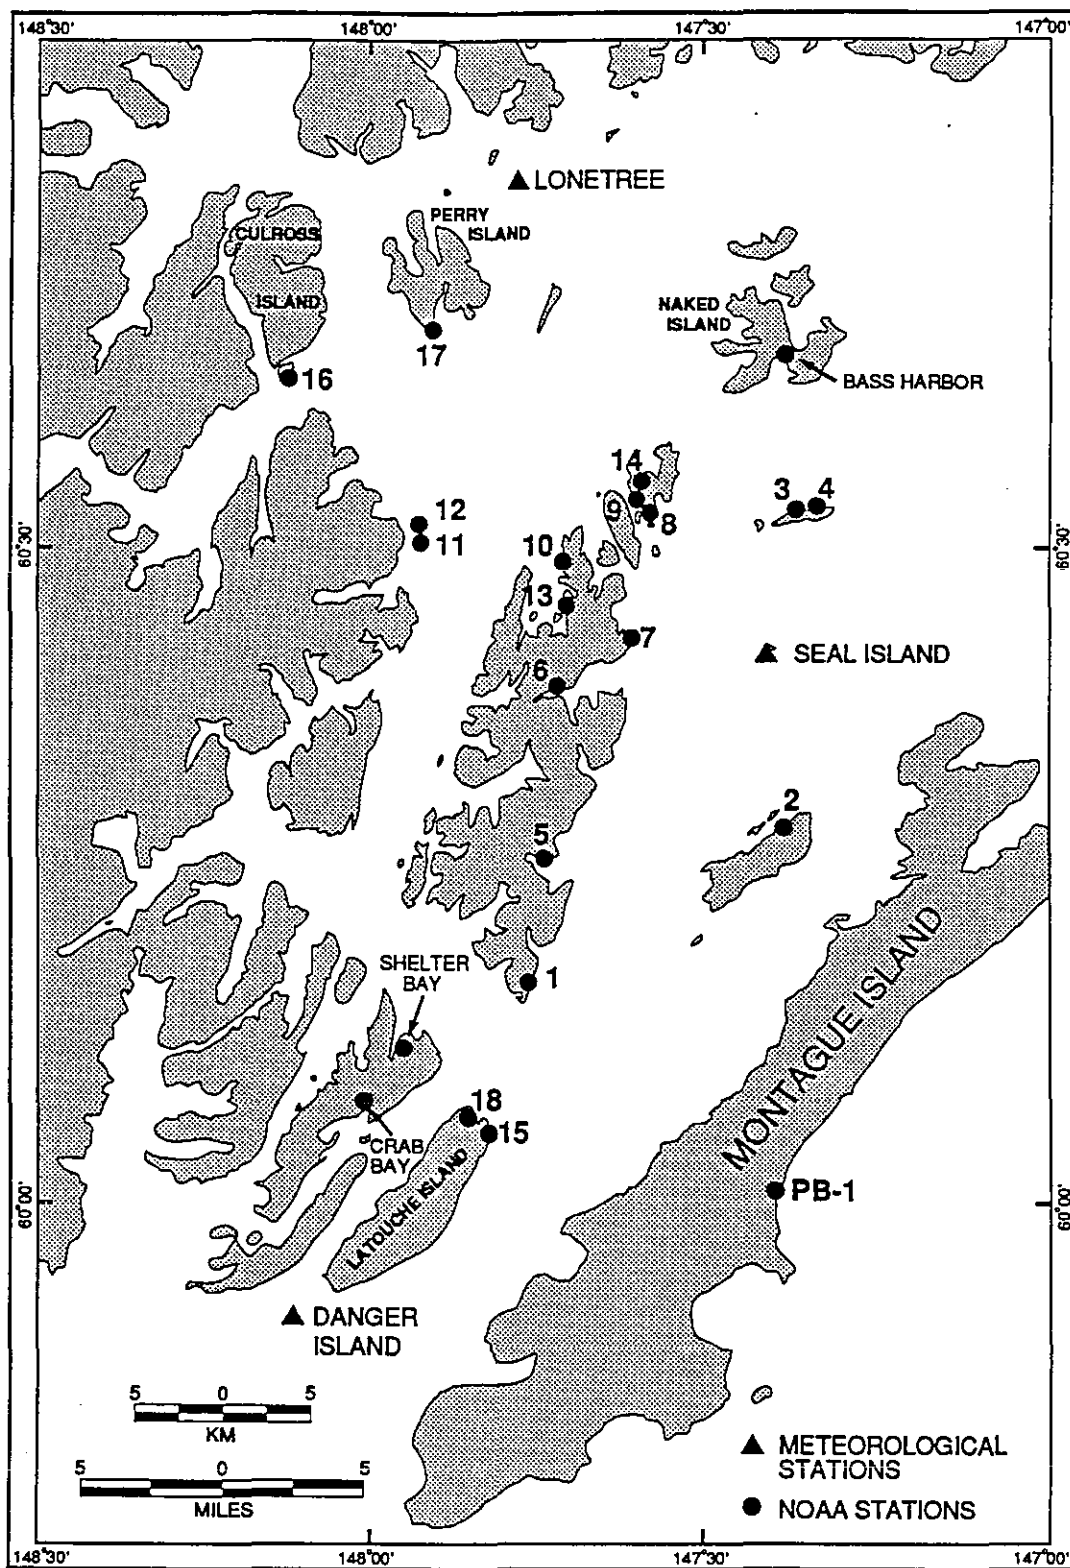 148°30' 148°00' 147°30' 147°00'
LONETREE
PERRY
ISLAND
CULROSS
ISLAND
NAKED
ISLAND
17
16
BASS HARBOR
14
3 4
9
8
12
11
10
60°30' 60°30'
13
7
SEAL ISLAND
6
2
5
MONTAGUE ISLAND
SHELTER
BAY
1
18
15
CRAB
BAY
LATOUCHE ISLAND
PB-1
60°00' 60°00'
DANGER
ISLAND
5 0 5
KM
5 0 5
MILES
METEOROLOGICAL
STATIONS
NOAA STATIONS
148°30' 148°00' 147°30' 147°00'